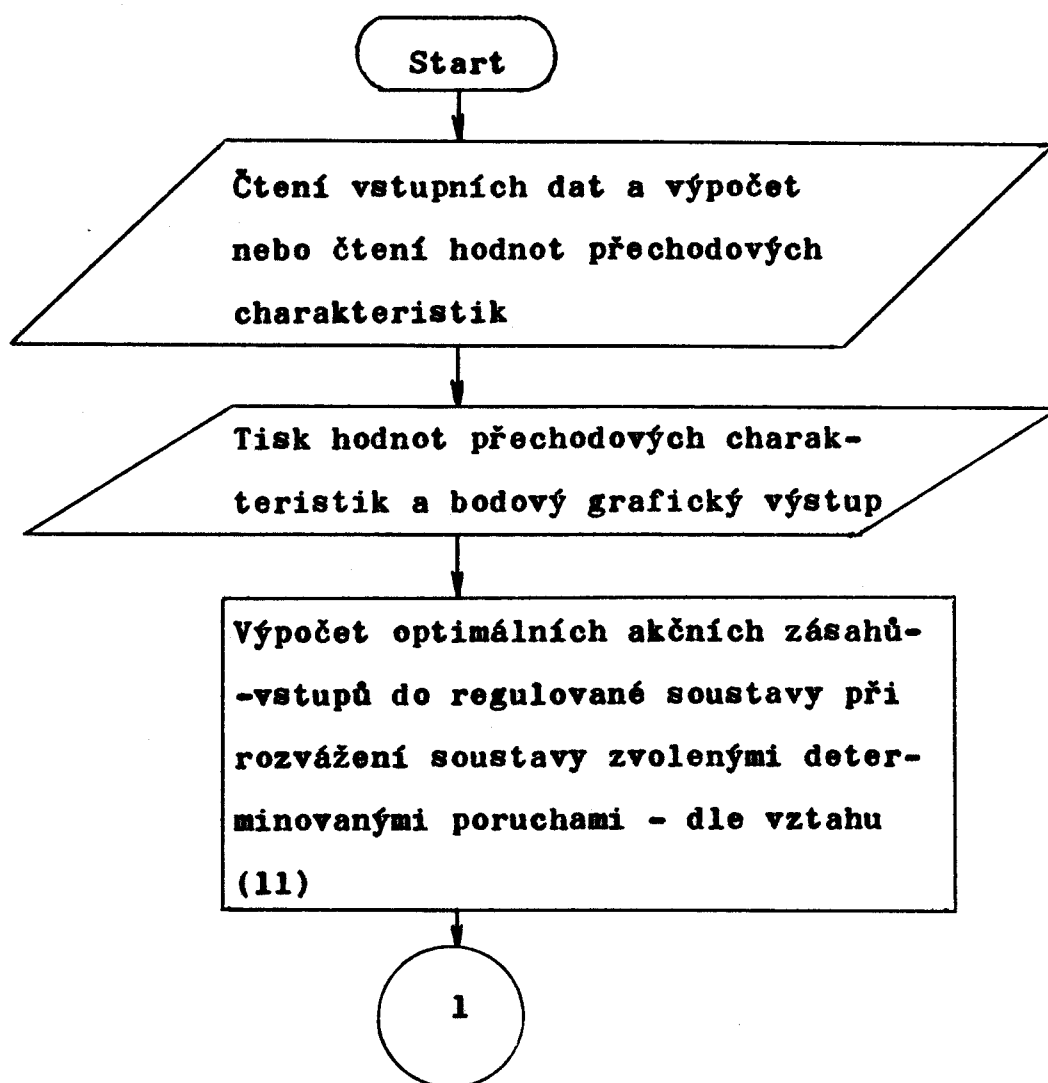 Start
Čtení vstupních dat a výpočet
nebo čtení hodnot přechodových
charakteristik
Tisk hodnot přechodových charak-
teristik a bodový grafický výstup
Výpočet optimálních akčních zásahů-
-vstupů do regulované soustavy při
rozvážení soustavy zvolenými deter-
minovanými poruchami - dle vztahu
(11)
1